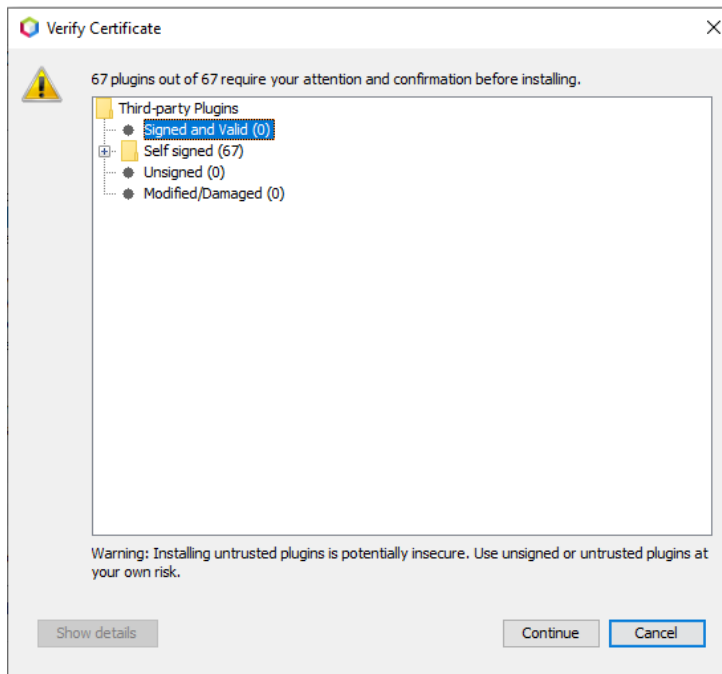 Verify Certificate
67 plugins out of 67 require your attention and confirmation before installing.
Third-party Plugins
Signed and Valid (0)
Self signed (67)
Unsigned (0)
Modified/Damaged (0)
Warning: Installing untrusted plugins is potentially insecure. Use unsigned or untrusted plugins at
your own risk.
Show details
Continue
Cancel